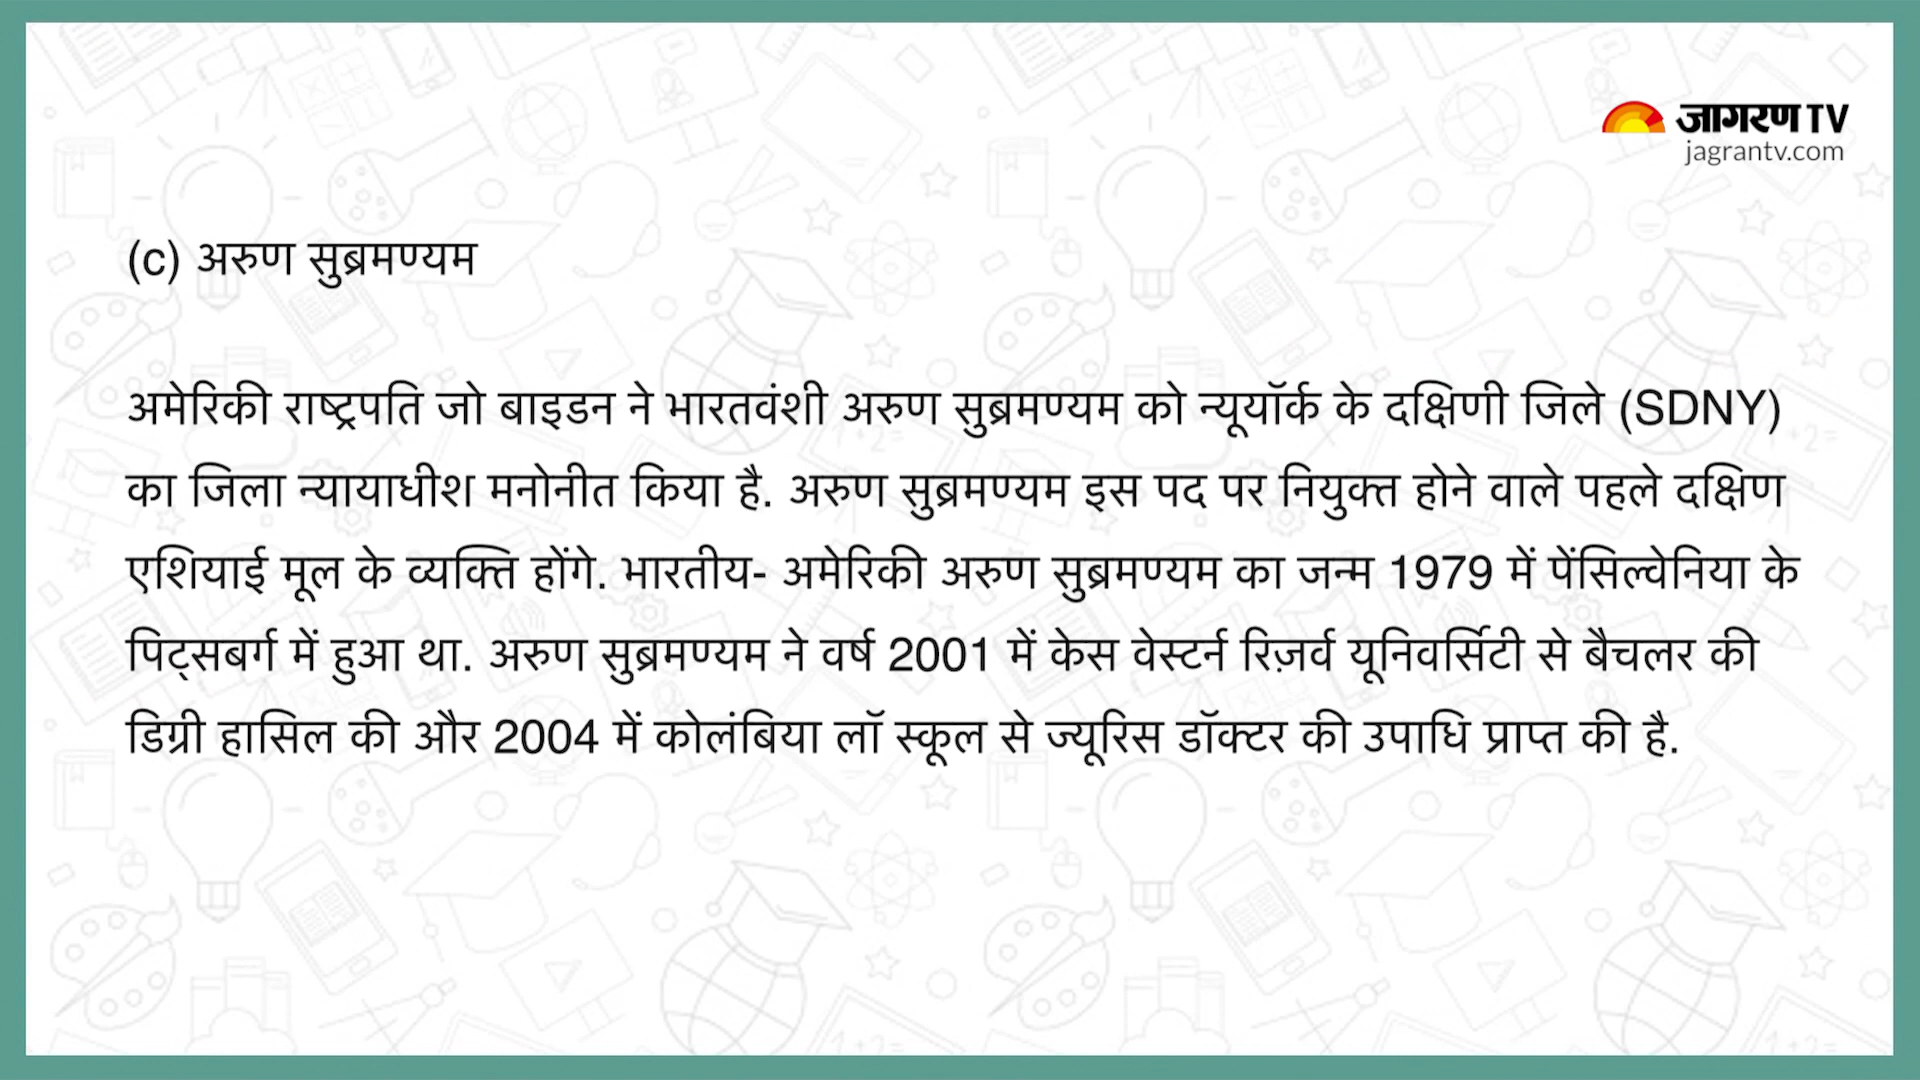 जागरण TV
jagrantv.com
(c) अरुण सुब्रमण्यम
अमेरिकी राष्ट्रपति जो बाइडन ने भारतवंशी अरुण सुब्रमण्यम को न्यूयॉर्क के दक्षिणी जिले (SDNY)
का जिला न्यायाधीश मनोनीत किया है. अरुण सुब्रमण्यम इस पद पर नियुक्त होने वाले पहले दक्षिण
एशियाई मूल के व्यक्ति होंगे. भारतीय- अमेरिकी अरुण सुब्रमण्यम का जन्म 1979 में पेंसिल्वेनिया के
पिट्सबर्ग में हुआ था. अरुण सुब्रमण्यम ने वर्ष 2001 में केस वेस्टर्न रिज़र्व यूनिवर्सिटी से बैचलर की
डिग्री हासिल की और 2004 में कोलंबिया लॉ स्कूल से ज्यूरिस डॉक्टर की उपाधि प्राप्त की है.